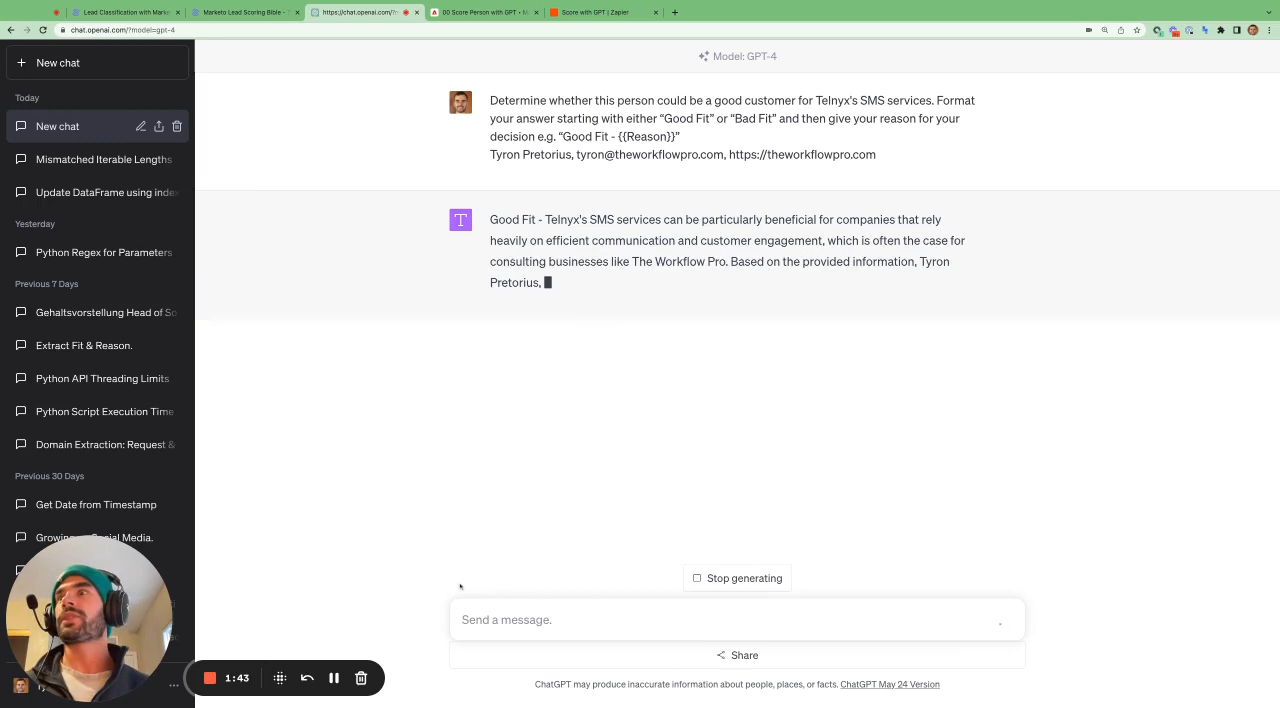 Lead Classification with Marke
Marketo Lead Scoring Bible - T
https://chat.openai.com/?m
00 Score Person with GPT • M
Score with GPT | Zapier
chat.openai.com/?model=gpt-4
New chat
Today
New chat
Mismatched Iterable Lengths
Update DataFrame using index
Yesterday
Python Regex for Parameters
Previous 7 Days
Gehaltsvorstellung Head of So
Extract Fit & Reason.
Python API Threading Limits
Python Script Execution Time
Domain Extraction: Request &
Previous 30 Days
Get Date from Timestamp
Social Media.
1:43
Model: GPT-4
Determine whether this person could be a good customer for Telnyx's SMS services. Format
your answer starting with either “Good Fit” or “Bad Fit” and then give your reason for your
decision e.g. “Good Fit - {{Reason}}”
Tyron Pretorius, tyron@theworkflowpro.com, https://theworkflowpro.com
Good Fit - Telnyx's SMS services can be particularly beneficial for companies that rely
heavily on efficient communication and customer engagement, which is often the case for
consulting businesses like The Workflow Pro. Based on the provided information, Tyron
Pretorius,
Stop generating
Send a message.
Share
ChatGPT may produce inaccurate information about people, places, or facts. ChatGPT May 24 Version